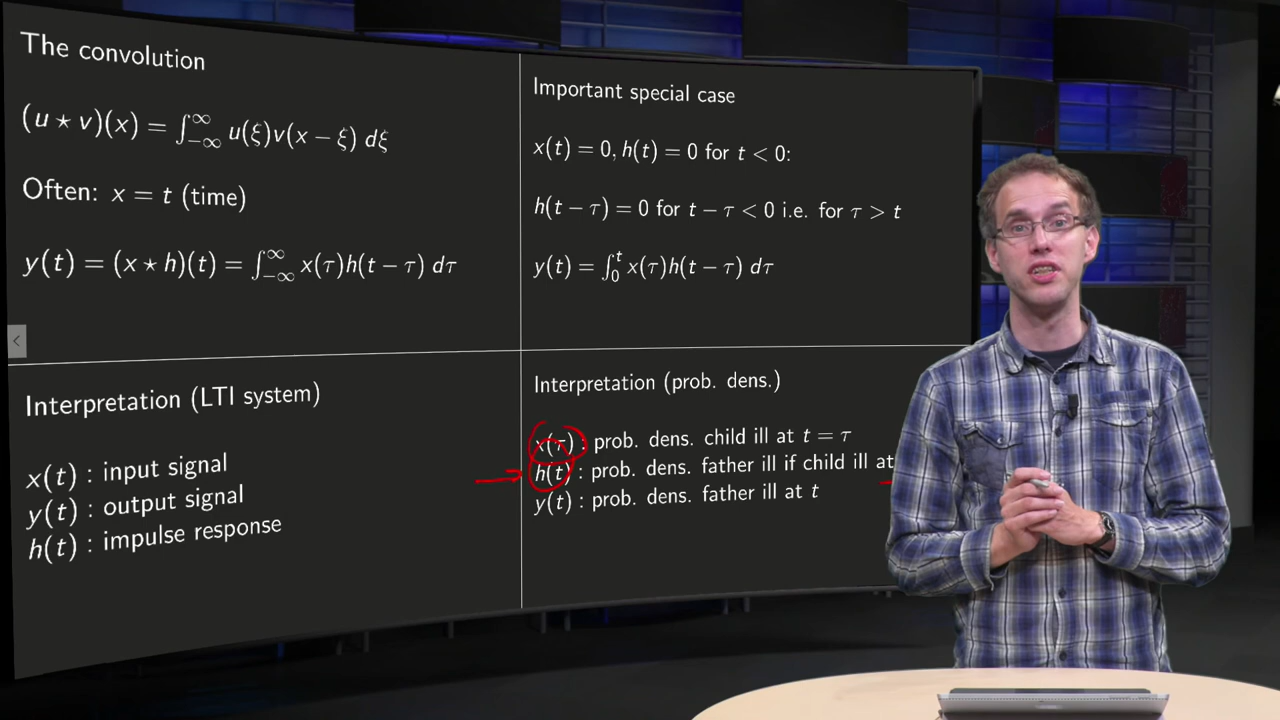 The convolution
(u ⋆ v)(x) = ∫_{−∞}^{∞} u(ξ)v(x − ξ) dξ
Often: x = t (time)
y(t) = (x ⋆ h)(t) = ∫_{−∞}^{∞} x(τ)h(t − τ) dτ
Important special case
x(t) = 0, h(t) = 0 for t < 0:
h(t − τ) = 0 for t − τ < 0 i.e. for τ > t
y(t) = ∫_0^t x(τ)h(t − τ) dτ
Interpretation (LTI system)
x(t) : input signal
y(t) : output signal
h(t) : impulse response
Interpretation (prob. dens.)
x(τ) : prob. dens. child ill at t = τ
h(t) : prob. dens. father ill if child ill at
y(t) : prob. dens. father ill at t